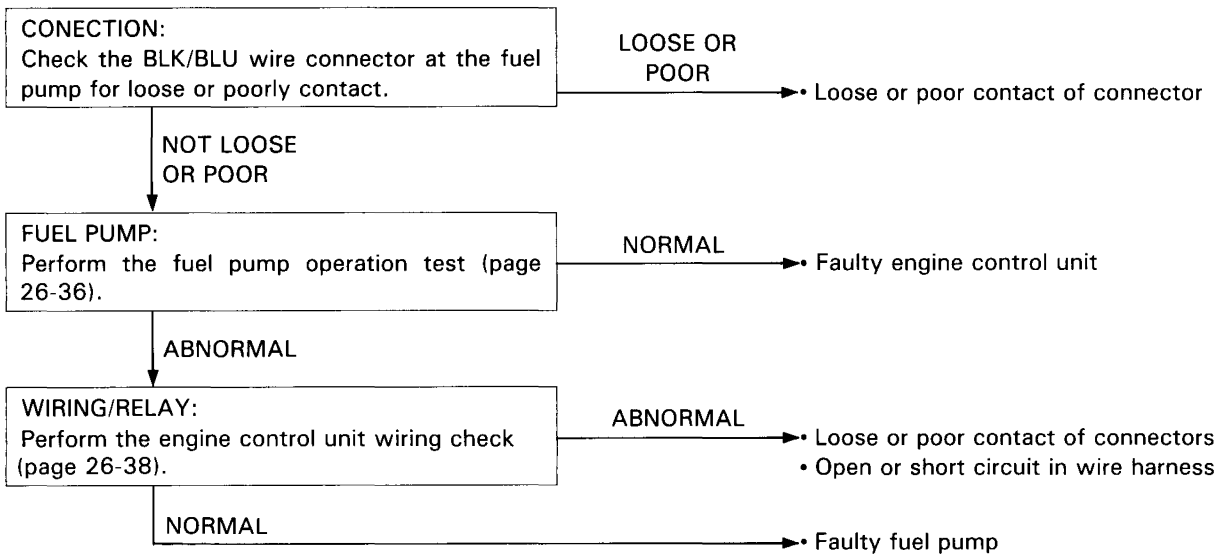 CONECTION:
Check the BLK/BLU wire connector at the fuel
pump for loose or poorly contact.
LOOSE OR
POOR
• Loose or poor contact of connector
NOT LOOSE
OR POOR
FUEL PUMP:
Perform the fuel pump operation test (page
26-36).
NORMAL
• Faulty engine control unit
ABNORMAL
WIRING/RELAY:
Perform the engine control unit wiring check
(page 26-38).
ABNORMAL
• Loose or poor contact of connectors
• Open or short circuit in wire harness
NORMAL
• Faulty fuel pump